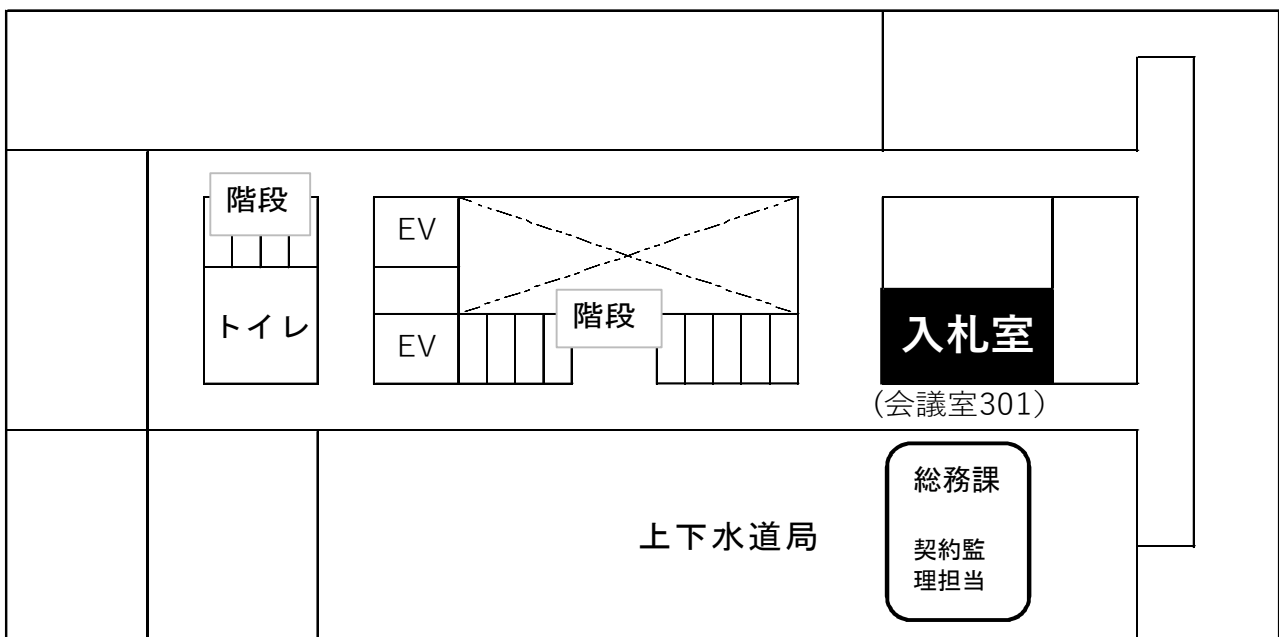 階段
EV
トイレ
EV
階段
入札室
(会議室301)
上下水道局
総務課
契約監
理担当